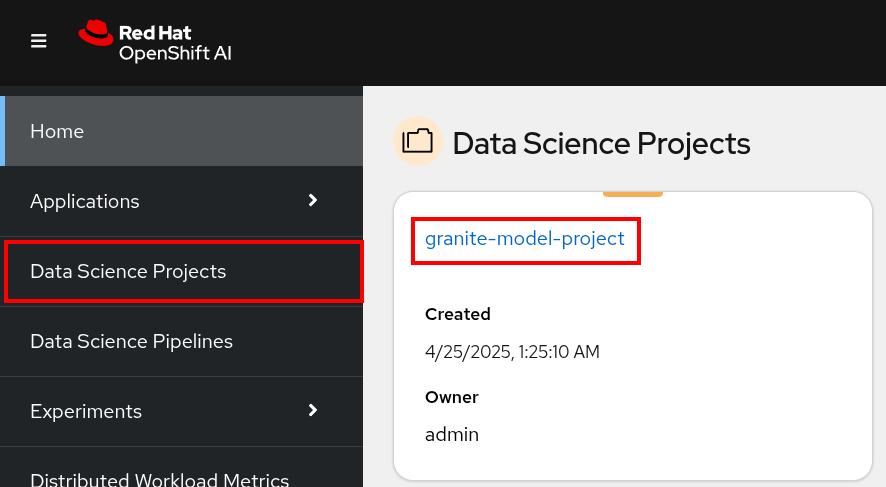 Red Hat
OpenShift AI
Home
Applications
Data Science Projects
Data Science Pipelines
Experiments
Distributed Workload Metrics
Data Science Projects
granite-model-project
Created
4/25/2025, 1:25:10 AM
Owner
admin